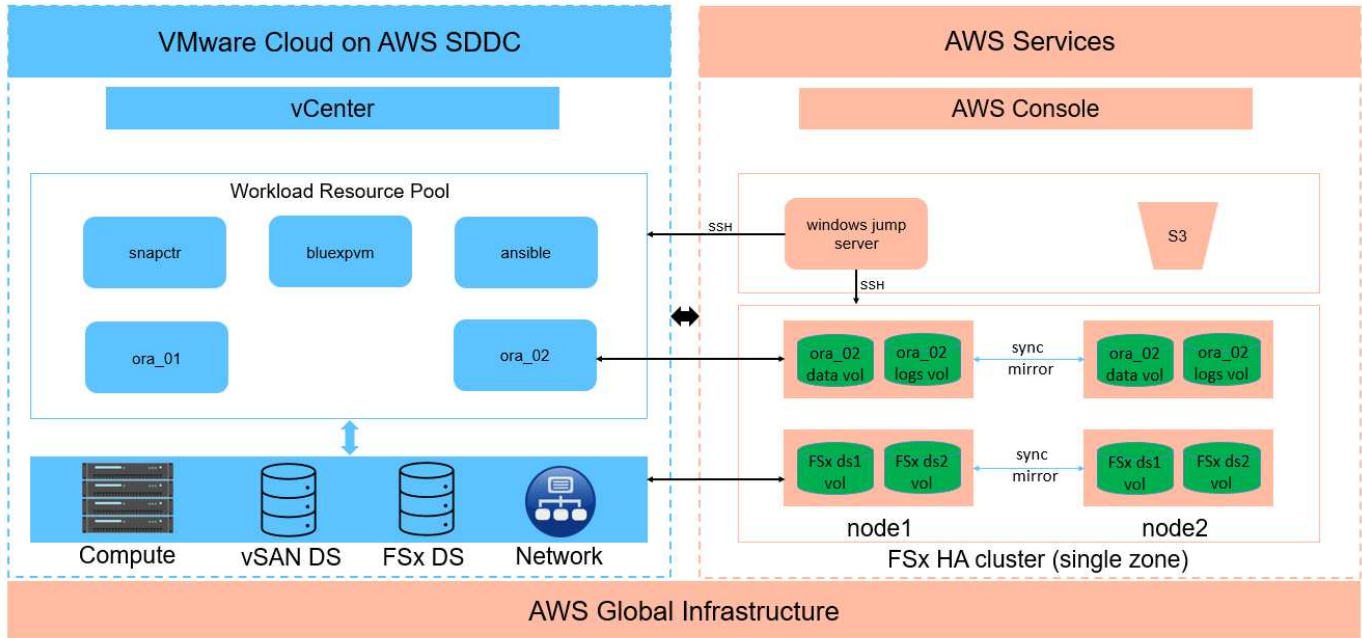 VMware Cloud on AWS SDDC
AWS Services
vCenter
AWS Console
Workload Resource Pool
snapctr
bluexpvm
ansible
ora_01
ora_02
SSH
windows jump
server
S3
SSH
ora_02
data vol
ora_02
logs vol
sync
mirror
ora_02
data vol
ora_02
logs vol
FSx ds1
vol
FSx ds2
vol
sync
mirror
FSx ds1
vol
FSx ds2
vol
Compute
vSAN DS
FSx DS
Network
node1
node2
FSx HA cluster (single zone)
AWS Global Infrastructure